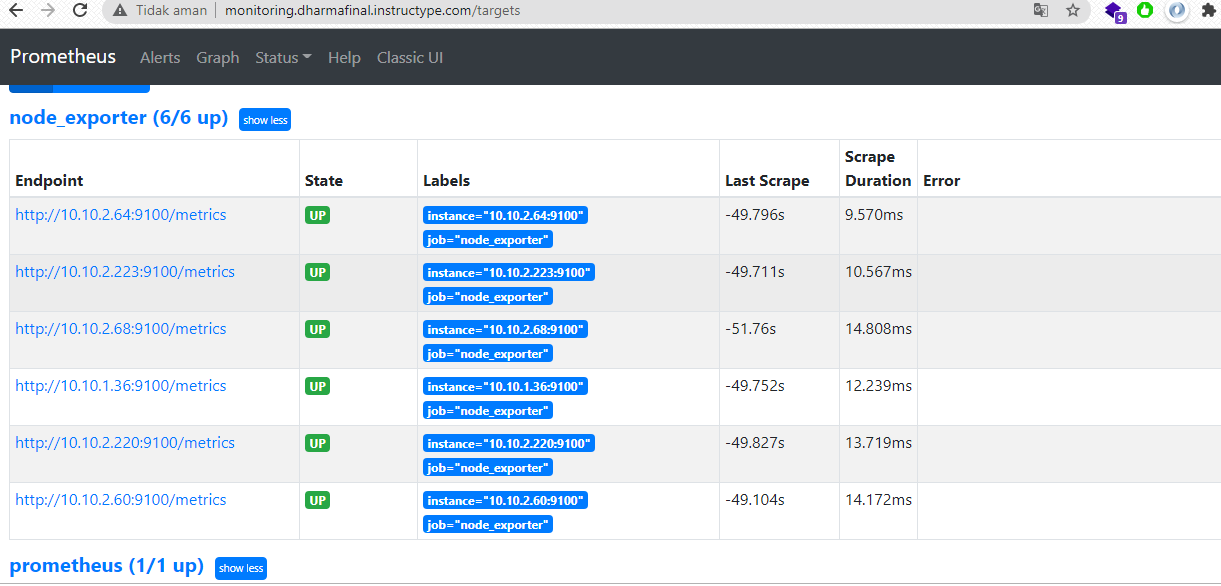 Tidak aman | monitoring.dharmafinal.instructype.com/targets
9
Prometheus Alerts Graph Status Help Classic UI
node_exporter (6/6 up) show less
Endpoint State Labels Last Scrape Scrape Duration Error
http://10.10.2.64:9100/metrics UP instance="10.10.2.64:9100" -49.796s 9.570ms
job="node_exporter"
http://10.10.2.223:9100/metrics UP instance="10.10.2.223:9100" -49.711s 10.567ms
job="node_exporter"
http://10.10.2.68:9100/metrics UP instance="10.10.2.68:9100" -51.76s 14.808ms
job="node_exporter"
http://10.10.1.36:9100/metrics UP instance="10.10.1.36:9100" -49.752s 12.239ms
job="node_exporter"
http://10.10.2.220:9100/metrics UP instance="10.10.2.220:9100" -49.827s 13.719ms
job="node_exporter"
http://10.10.2.60:9100/metrics UP instance="10.10.2.60:9100" -49.104s 14.172ms
job="node_exporter"
prometheus (1/1 up) show less